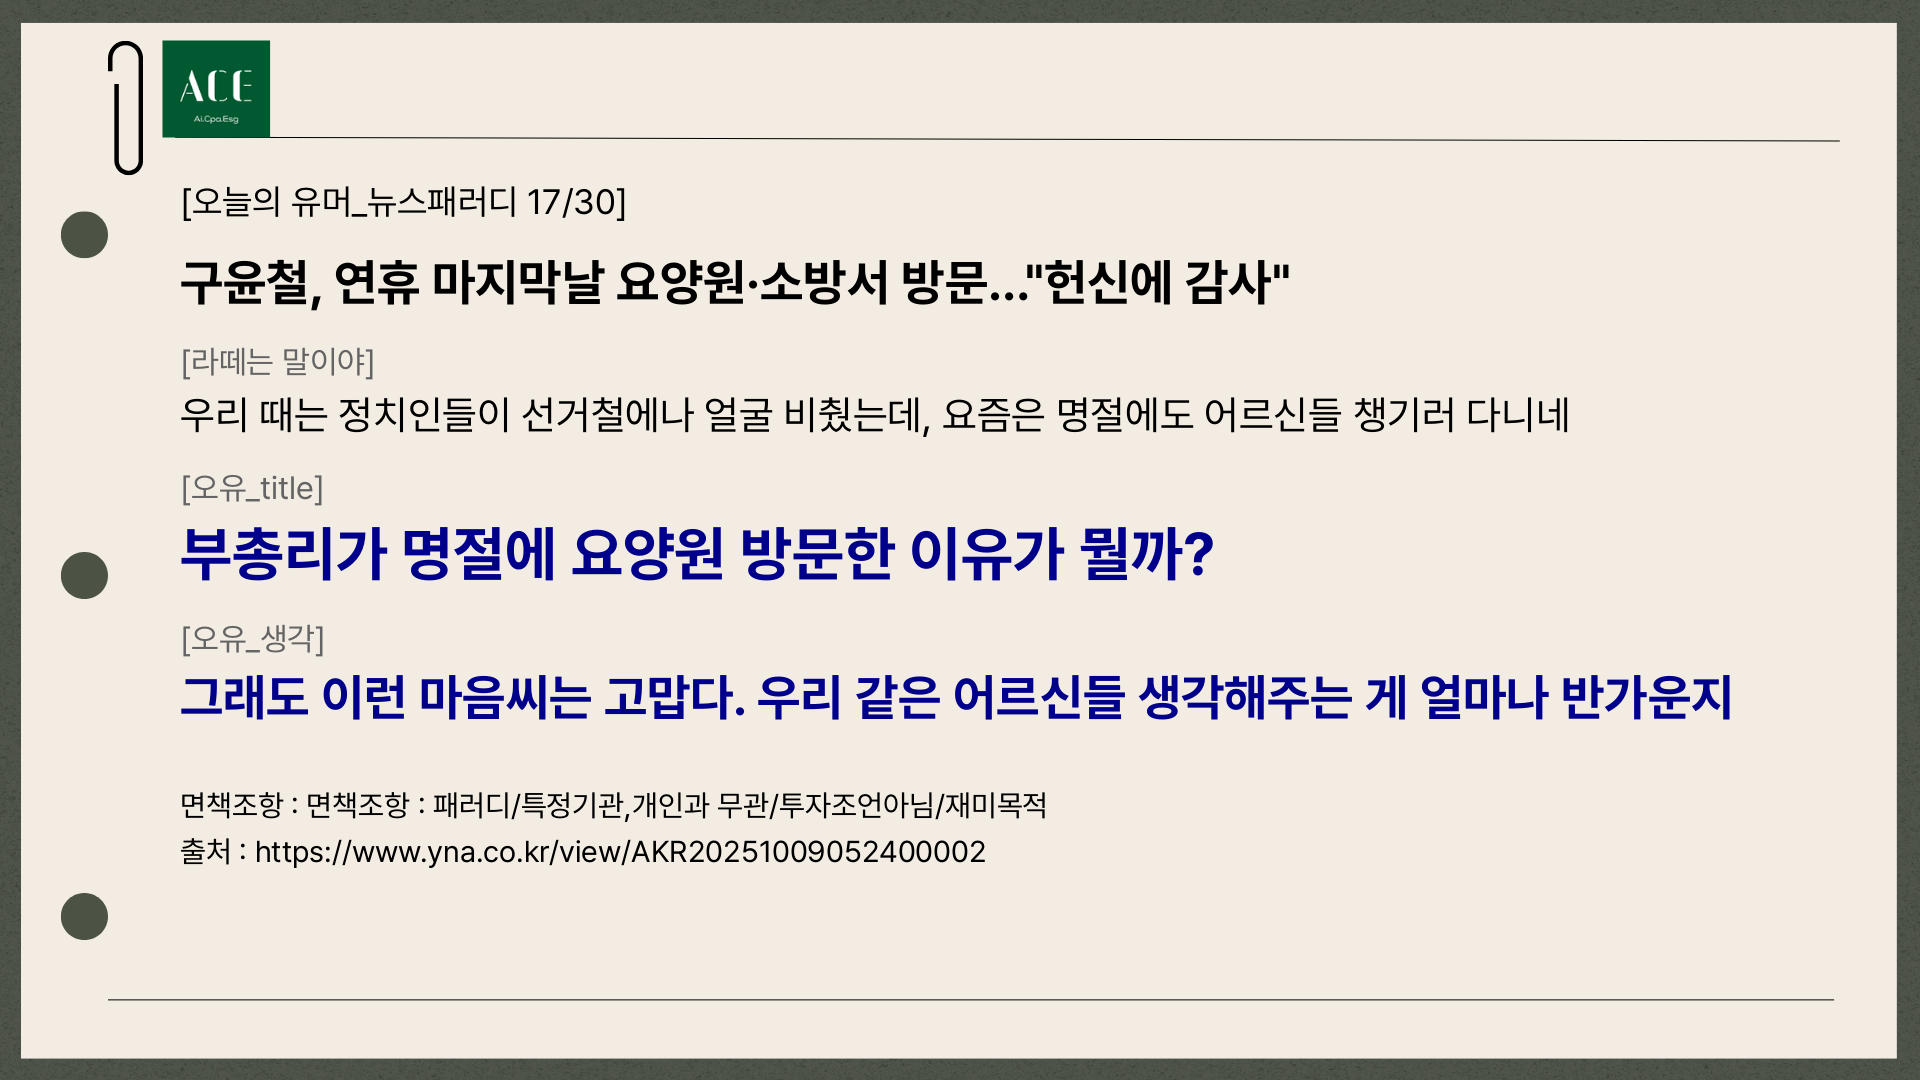 ACE
Ai.Cpa.Esg
[오늘의 유머_뉴스패러디 17/30]
구윤철, 연휴 마지막날 요양원·소방서 방문…"헌신에 감사"
[라떼는 말이야]
우리 때는 정치인들이 선거철에나 얼굴 비췄는데, 요즘은 명절에도 어르신들 챙기러 다니네
[오유_title]
부총리가 명절에 요양원 방문한 이유가 뭘까?
[오유_생각]
그래도 이런 마음씨는 고맙다. 우리 같은 어르신들 생각해주는 게 얼마나 반가운지
면책조항 : 면책조항 : 패러디/특정기관,개인과 무관/투자조언아님/재미목적
출처 : https://www.yna.co.kr/view/AKR20251009052400002